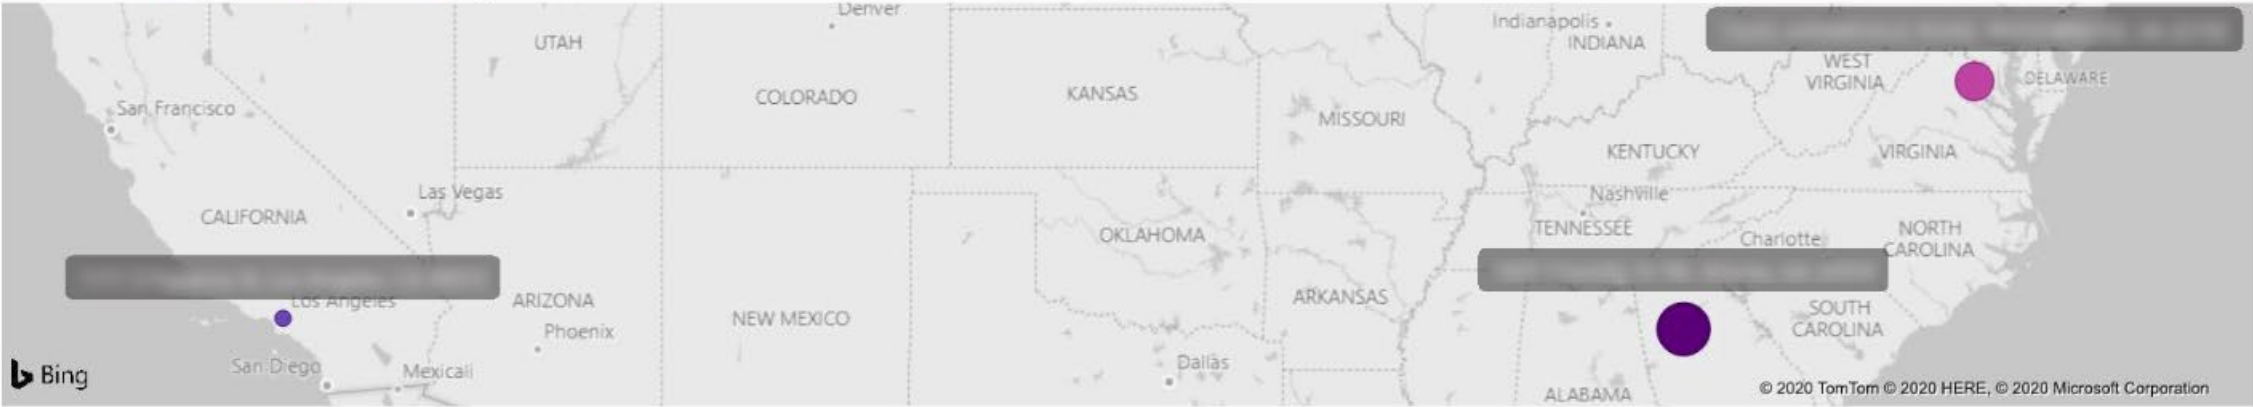 Denver
Indianapolis
UTAH
INDIANA
WEST
VIRGINIA
DELAWARE
COLORADO
KANSAS
San Francisco
MISSOURI
KENTUCKY
VIRGINIA
Las Vegas
Nashville
CALIFORNIA
OKLAHOMA
TENNESSEE
Charlotte
NORTH
CAROLINA
Los Angeles
ARIZONA
ARKANSAS
NEW MEXICO
SOUTH
CAROLINA
Phoenix
San Diego
Mexicali
Dallas
Bing
ALABAMA
© 2020 TomTom © 2020 HERE, © 2020 Microsoft Corporation